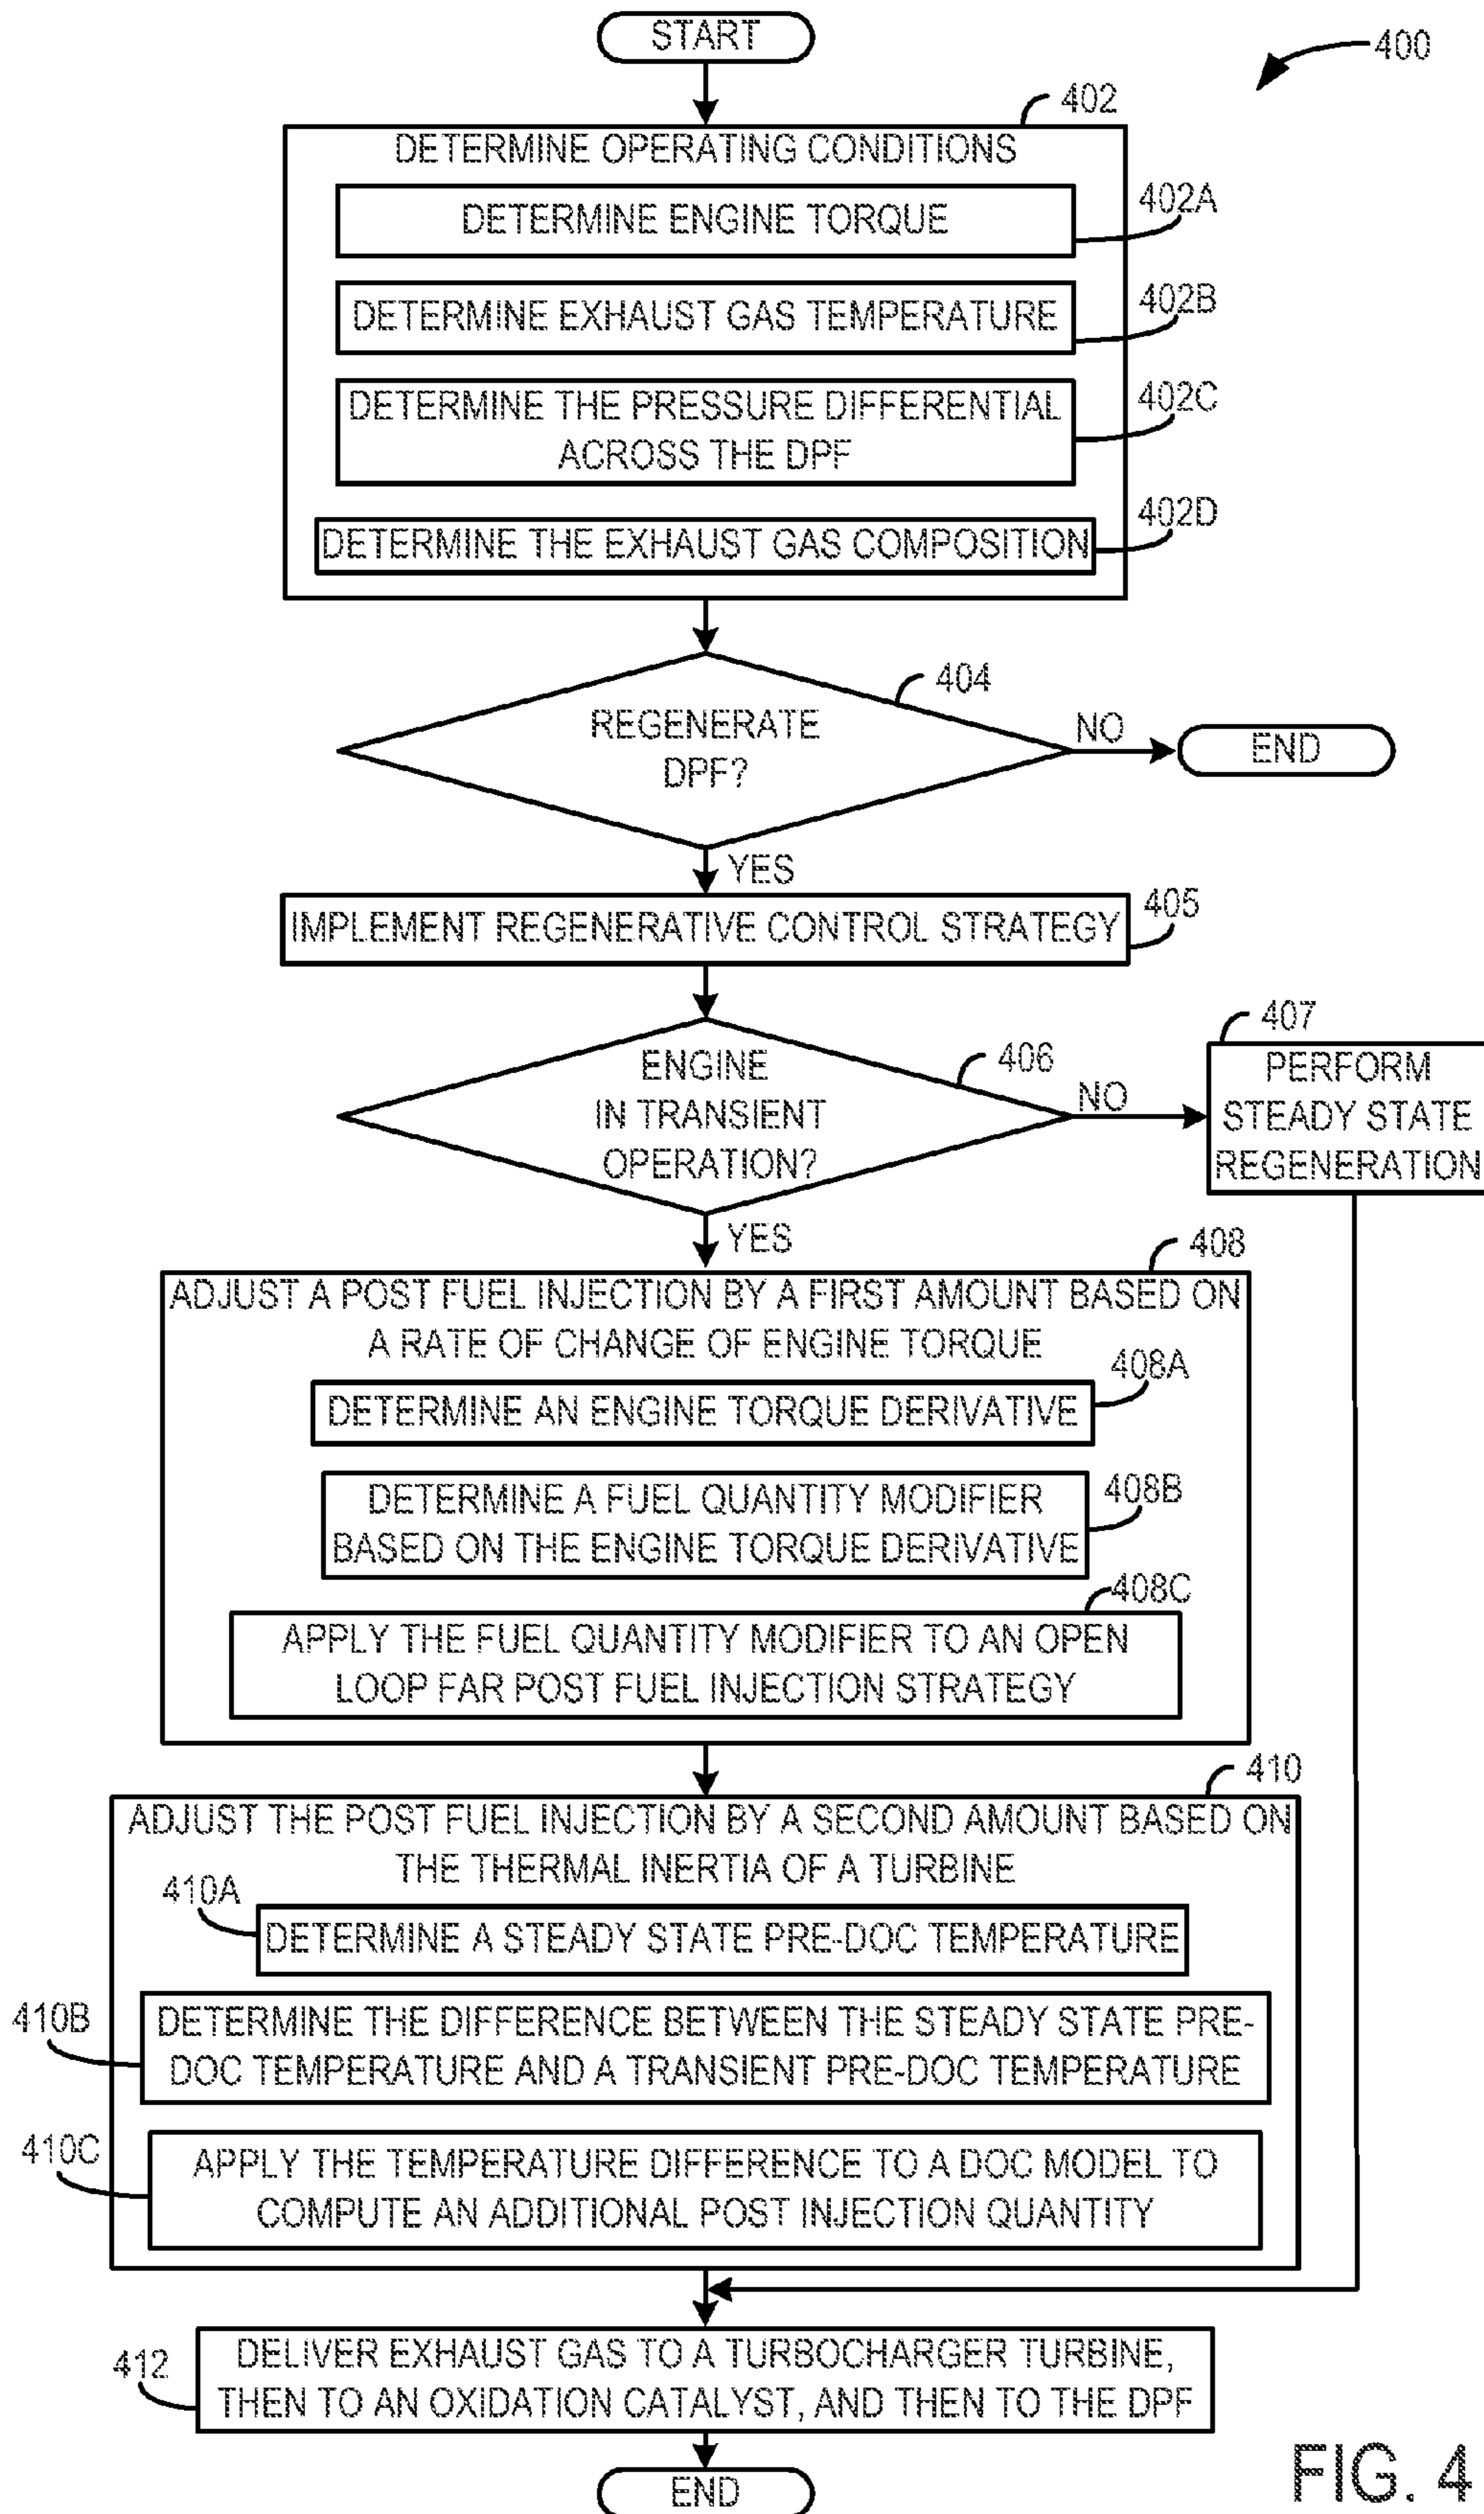 START
400
402
DETERMINE OPERATING CONDITIONS
DETERMINE ENGINE TORQUE
402A
DETERMINE EXHAUST GAS TEMPERATURE
402B
DETERMINE THE PRESSURE DIFFERENTIAL
ACROSS THE DPF
402C
DETERMINE THE EXHAUST GAS COMPOSITION
402D
404
REGENERATE
DPF?
NO
END
YES
IMPLEMENT REGENERATIVE CONTROL STRATEGY
405
406
ENGINE
IN TRANSIENT
OPERATION?
NO
407
PERFORM
STEADY STATE
REGENERATION
YES
408
ADJUST A POST FUEL INJECTION BY A FIRST AMOUNT BASED ON
A RATE OF CHANGE OF ENGINE TORQUE
408A
DETERMINE AN ENGINE TORQUE DERIVATIVE
408B
DETERMINE A FUEL QUANTITY MODIFIER
BASED ON THE ENGINE TORQUE DERIVATIVE
408C
APPLY THE FUEL QUANTITY MODIFIER TO AN OPEN
LOOP FAR POST FUEL INJECTION STRATEGY
410
ADJUST THE POST FUEL INJECTION BY A SECOND AMOUNT BASED ON
THE THERMAL INERTIA OF A TURBINE
410A
DETERMINE A STEADY STATE PRE-DOC TEMPERATURE
410B
DETERMINE THE DIFFERENCE BETWEEN THE STEADY STATE PRE-
DOC TEMPERATURE AND A TRANSIENT PRE-DOC TEMPERATURE
410C
APPLY THE TEMPERATURE DIFFERENCE TO A DOC MODEL TO
COMPUTE AN ADDITIONAL POST INJECTION QUANTITY
412
DELIVER EXHAUST GAS TO A TURBOCHARGER TURBINE,
THEN TO AN OXIDATION CATALYST, AND THEN TO THE DPF
END
FIG. 4